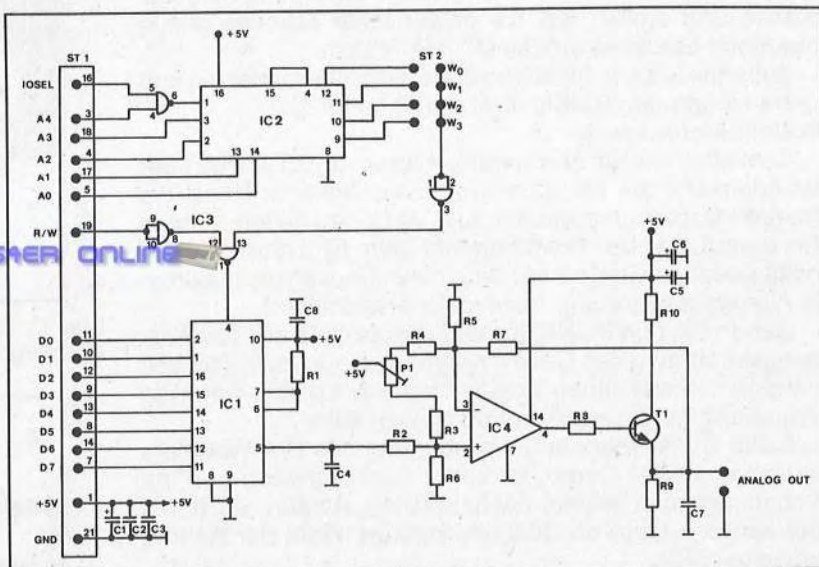 +5V
ST 1
ST 2
IOSEL
16
5
4
6
A4
3
A3
18
A2
4
A1
17
A0
5
16
15
4
12
1
3
2
IC2
11
10
9
13
14
8
W0
W1
W2
W3
1
3
R/W
19
9
10
8
IC3
12
13
11
ONLINE
4
D0
11
2
D1
10
1
D2
12
16
D3
9
15
D4
13
14
D5
8
13
D6
14
12
D7
7
11
IC1
10
7
6
5
8
9
C8
+5V
R1
C4
+5V
P1
R4
R5
R7
R2
R3
R6
3
2
IC4
14
7
R8
T1
+5V
C6
C5
R10
R9
C7
ANALOG OUT
+5V
1
+5V
C1
C2
C3
GND
21